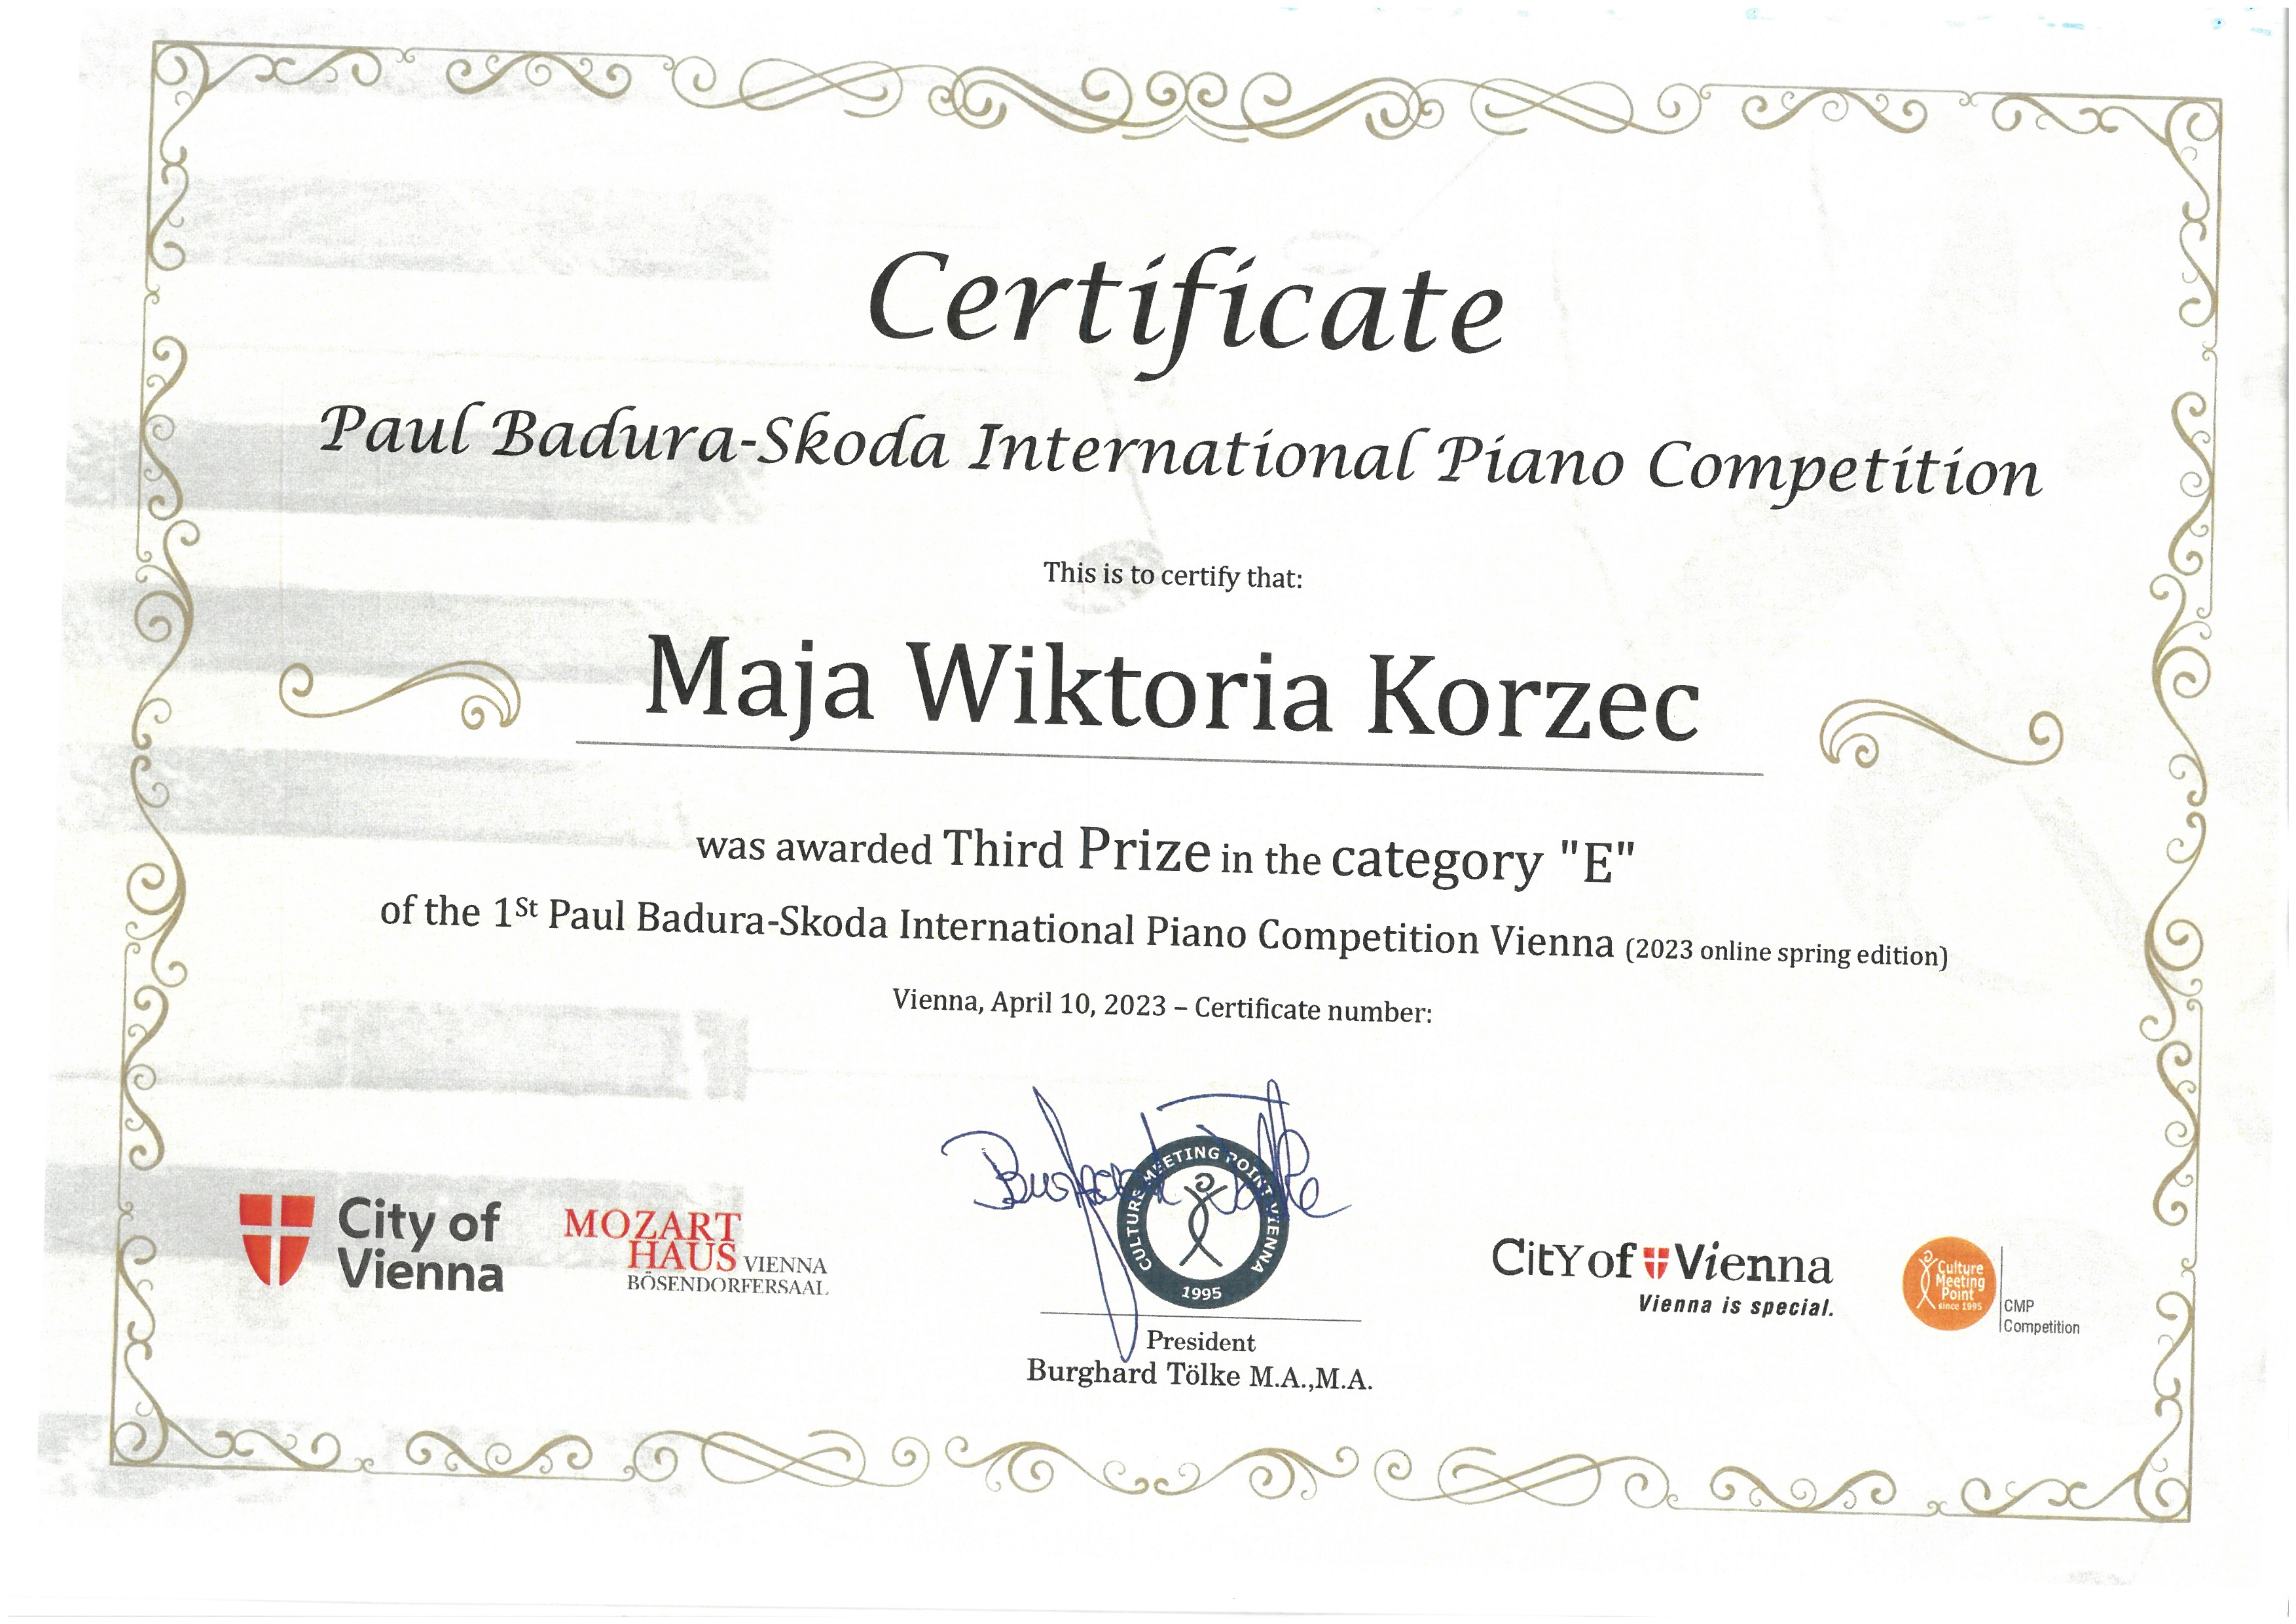 Certificate
Paul Badura-Skoda International Piano Competition
This is to certify that:
Maja Wiktoria Korzec
was awarded Third Prize in the category "E"
of the 1St Paul Badura-Skoda International Piano Competition Vienna (2023 online spring edition)
Vienna, April 10, 2023 – Certificate number:
City of
Vienna
MOZART
HAUS VIENNA
BÖSENDORFERSAAL
Burghard Tölke
CULTURE MEETING POINT VIENNA
1995
President
Burghard Tölke M.A.,M.A.
CitY of Vienna
Vienna is special.
Culture
Meeting
Point
since 1995
CMP
Competition